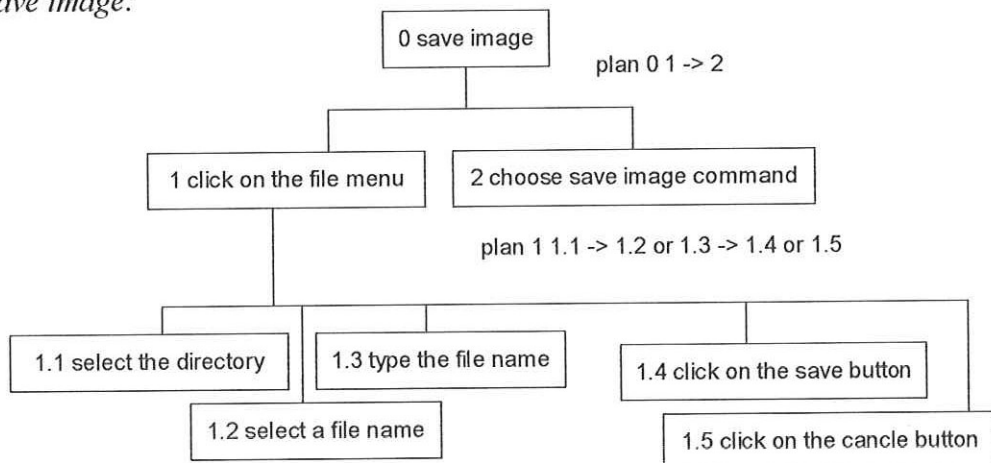 ave image.
0 save image
plan 0 1 -> 2
1 click on the file menu
2 choose save image command
plan 1 1.1 -> 1.2 or 1.3 -> 1.4 or 1.5
1.1 select the directory
1.3 type the file name
1.4 click on the save button
1.2 select a file name
1.5 click on the cancle button